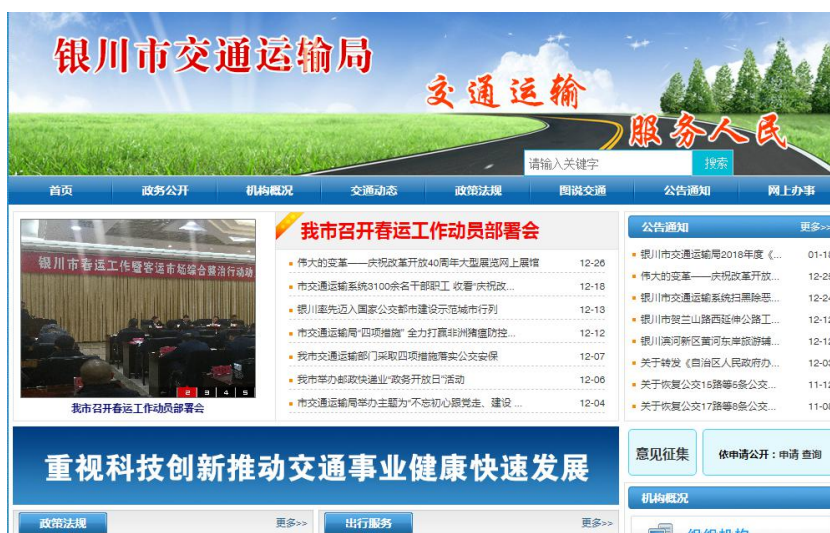 银川市交通运输局
交通运输
服务人民
请输入关键字 搜索
首页 政务公开 机构概况 交通动态 政策法规 图说交通 公告通知 网上办事
银川市春运工作暨客运市场综合整治行动动
2 3 4 5
我市召开春运工作动员部署会
我市召开春运工作动员部署会
伟大的变革——庆祝改革开放40周年大型展览网上展馆 12-26
市交通运输系统3100余名干部职工 收看“庆祝改... 12-18
银川率先迈入国家公交都市建设示范城市行列 12-13
市交通运输局“四项措施” 全力打赢非洲猪瘟防控... 12-12
我市交通运输部门采取四项措施落实公交安保 12-07
我市举办邮政快递业“政务开放日”活动 12-06
市交通运输局举办主题为“不忘初心跟党走、建设 ... 12-04
公告通知 更多>>
银川市交通运输局2018年度《... 01-18
伟大的变革——庆祝改革开放... 12-25
银川市交通运输系统扫黑除恶... 12-24
银川市贺兰山路西延伸公路工... 12-12
银川滨河新区黄河东岸旅游辅... 12-12
关于转发《自治区人民政府办... 12-03
关于恢复公交15路等6条公交... 11-12
关于恢复公交17路等8条公交... 11-08
重视科技创新推动交通事业健康快速发展
意见征集 依申请公开：申请 查询
机构概况
政策法规 更多>> 出行服务 更多>>
组织机构